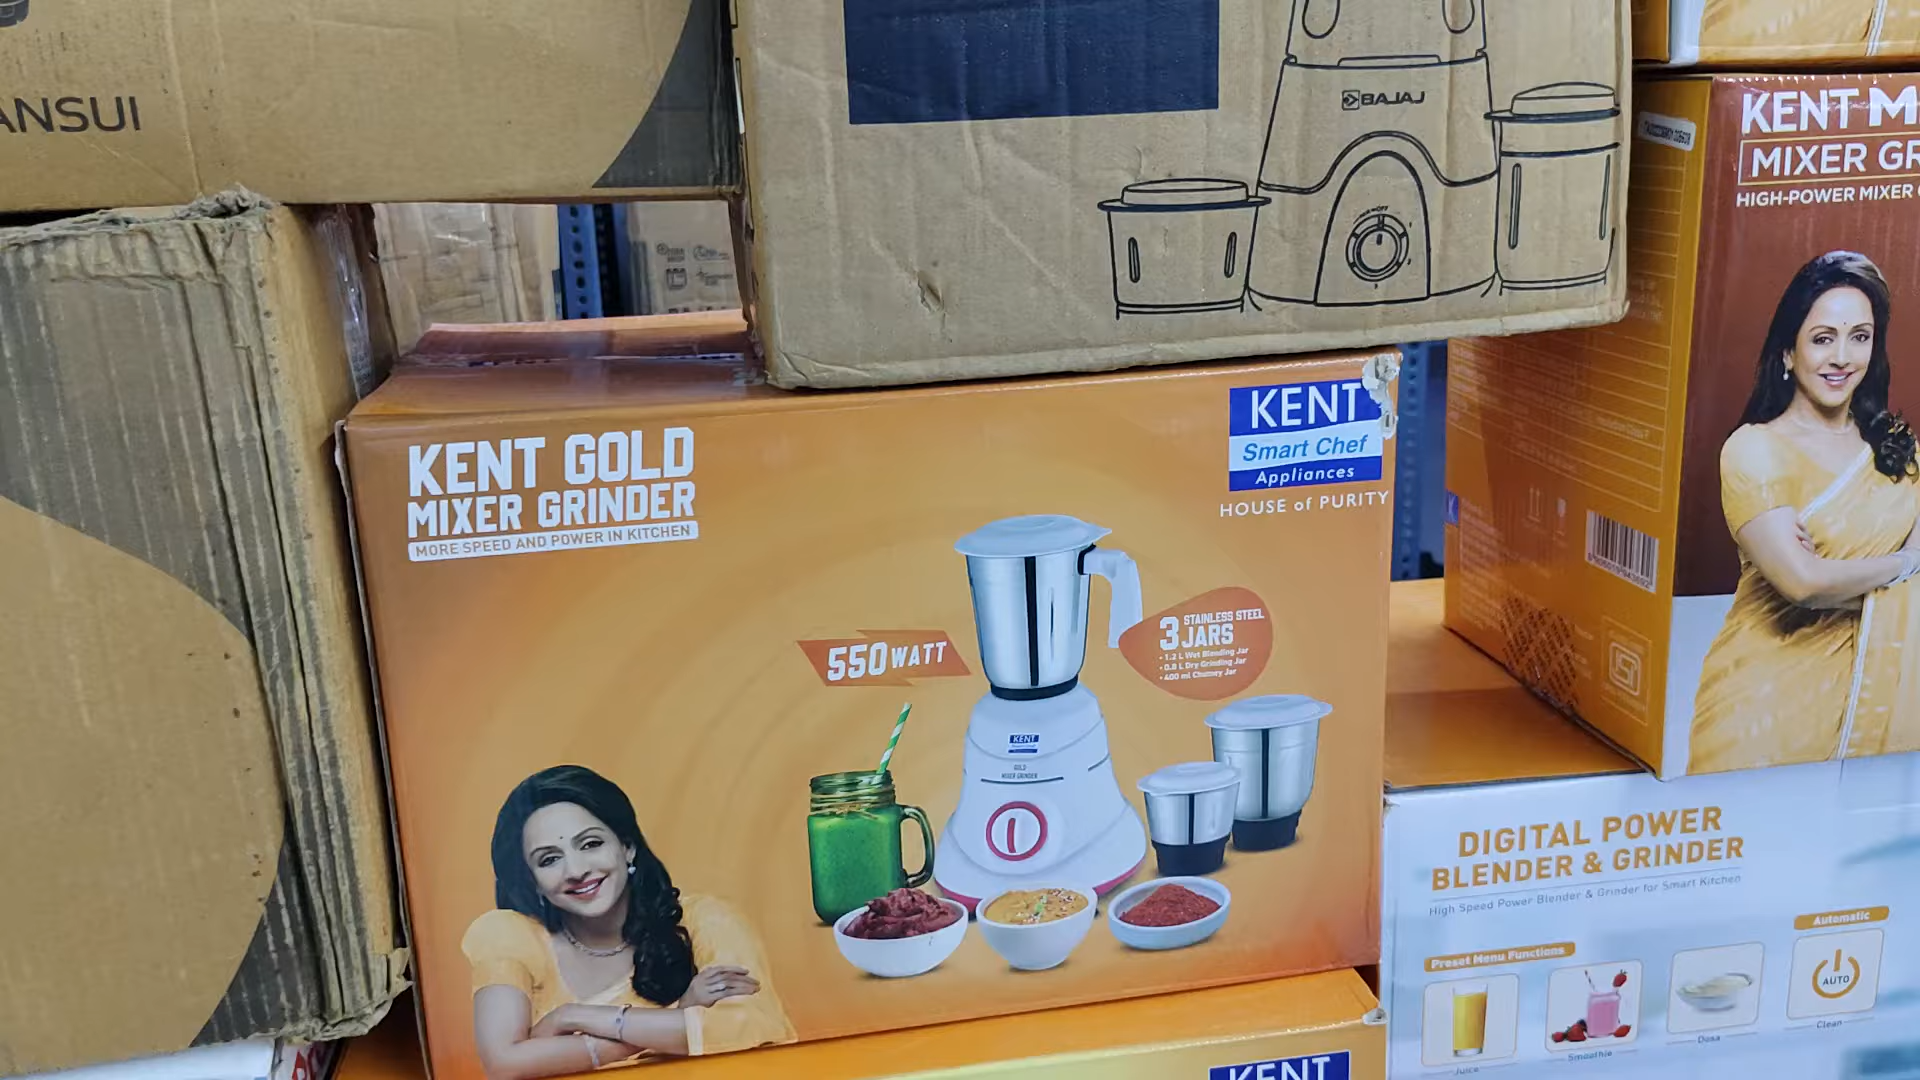 ANSUI
BAJAJ
KENT GOLD
MIXER GRINDER
MORE SPEED AND POWER IN KITCHEN
KENT
Smart Chef
Appliances
HOUSE of PURITY
550 WATT
3 STAINLESS STEEL
JARS
• 1.2 L Wet Blending Jar
• 0.8 L Dry Grinding Jar
• 400 ml Chutney Jar
KENT
GOLD
MIXER GRINDER
KENT
KENT M
MIXER GR
HIGH-POWER MIXER
DIGITAL POWER
BLENDER & GRINDER
High Speed Power Blender & Grinder for Smart Kitchen
Preset Menu Functions
Automatic
AUTO
Juice
Smoothie
Dosa
Clean